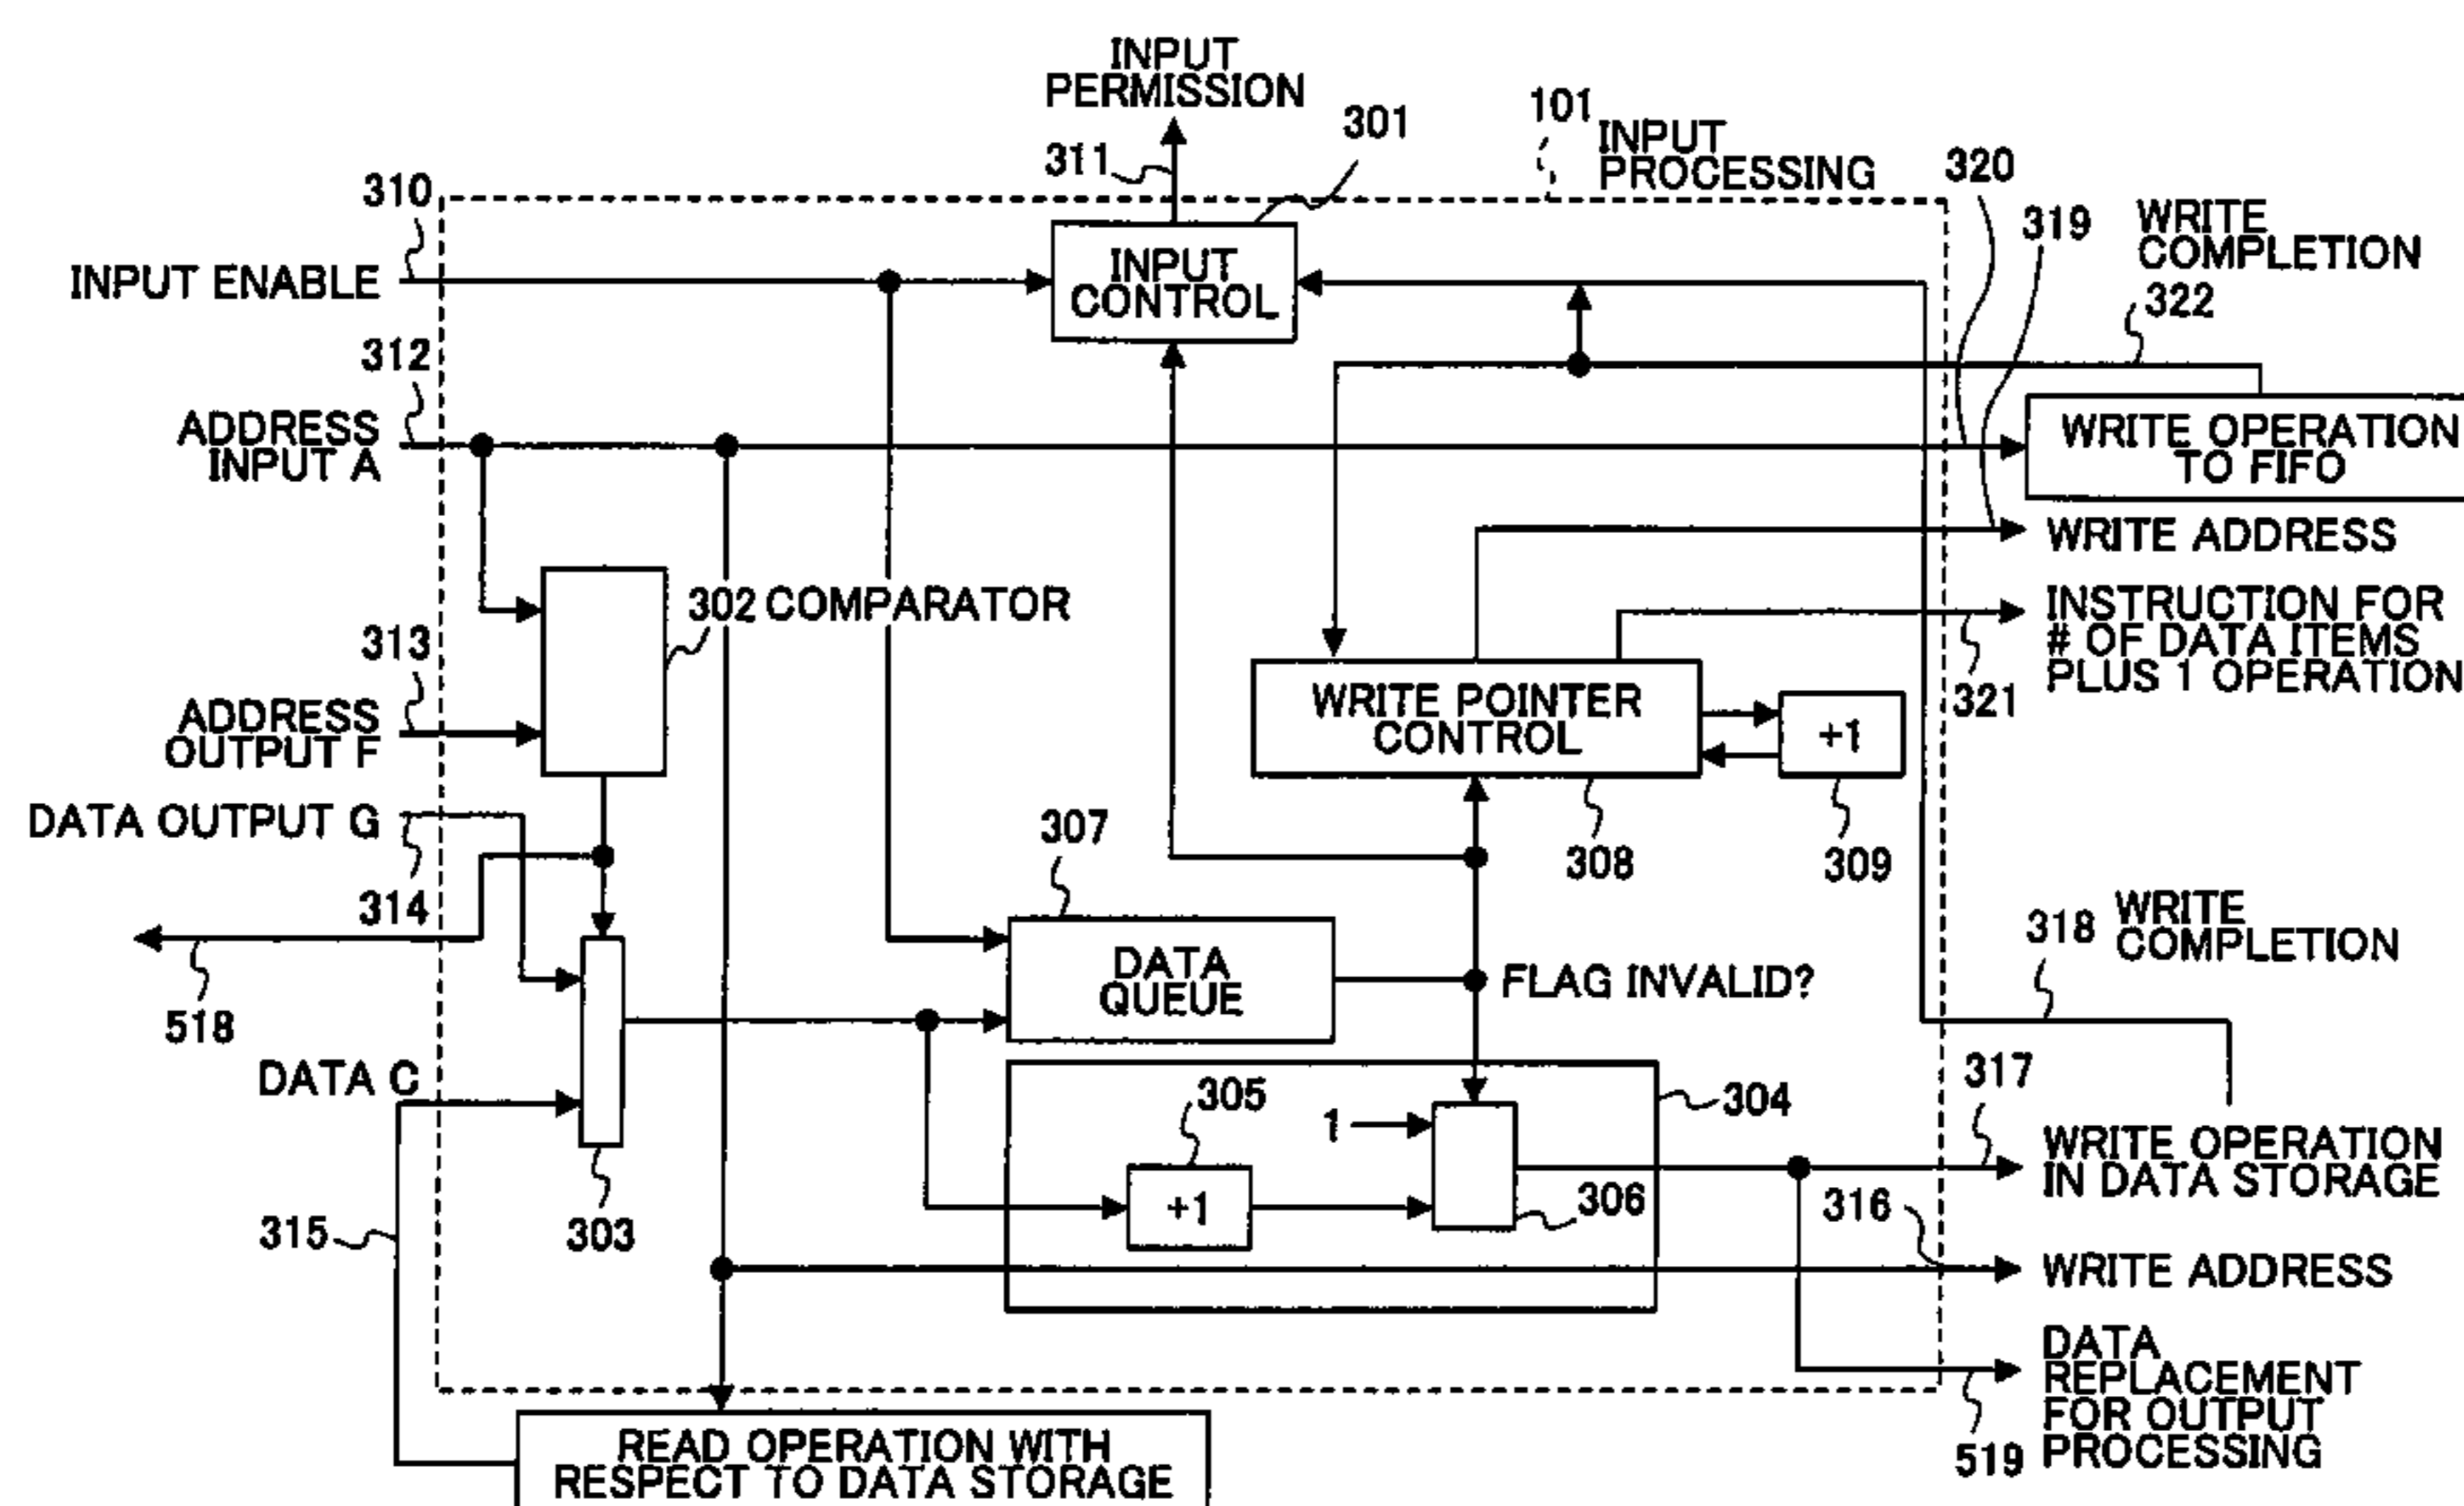 INPUT
PERMISSION
311
301
101
INPUT
PROCESSING
320
319
WRITE
COMPLETION
322
310
INPUT ENABLE
INPUT
CONTROL
312
ADDRESS
INPUT A
WRITE OPERATION
TO FIFO
WRITE ADDRESS
302 COMPARATOR
INSTRUCTION FOR
# OF DATA ITEMS
PLUS 1 OPERATION
321
313
ADDRESS
OUTPUT F
WRITE POINTER
CONTROL
+1
308
309
DATA OUTPUT G
314
307
518
DATA
QUEUE
FLAG INVALID?
318
WRITE
COMPLETION
DATA C
303
315
305
1
+1
306
304
317
WRITE OPERATION
IN DATA STORAGE
316
WRITE ADDRESS
DATA
REPLACEMENT
FOR OUTPUT
PROCESSING
519
READ OPERATION WITH
RESPECT TO DATA STORAGE